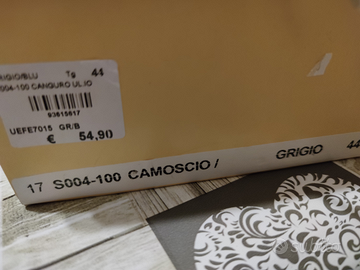 RIGIO/BLU Tg 44
004-100 CANGURO UL.IO
93615617
UEFE7015 GR/B
€ 54,90
17 S004-100 CAMOSCIO / GRIGIO 44